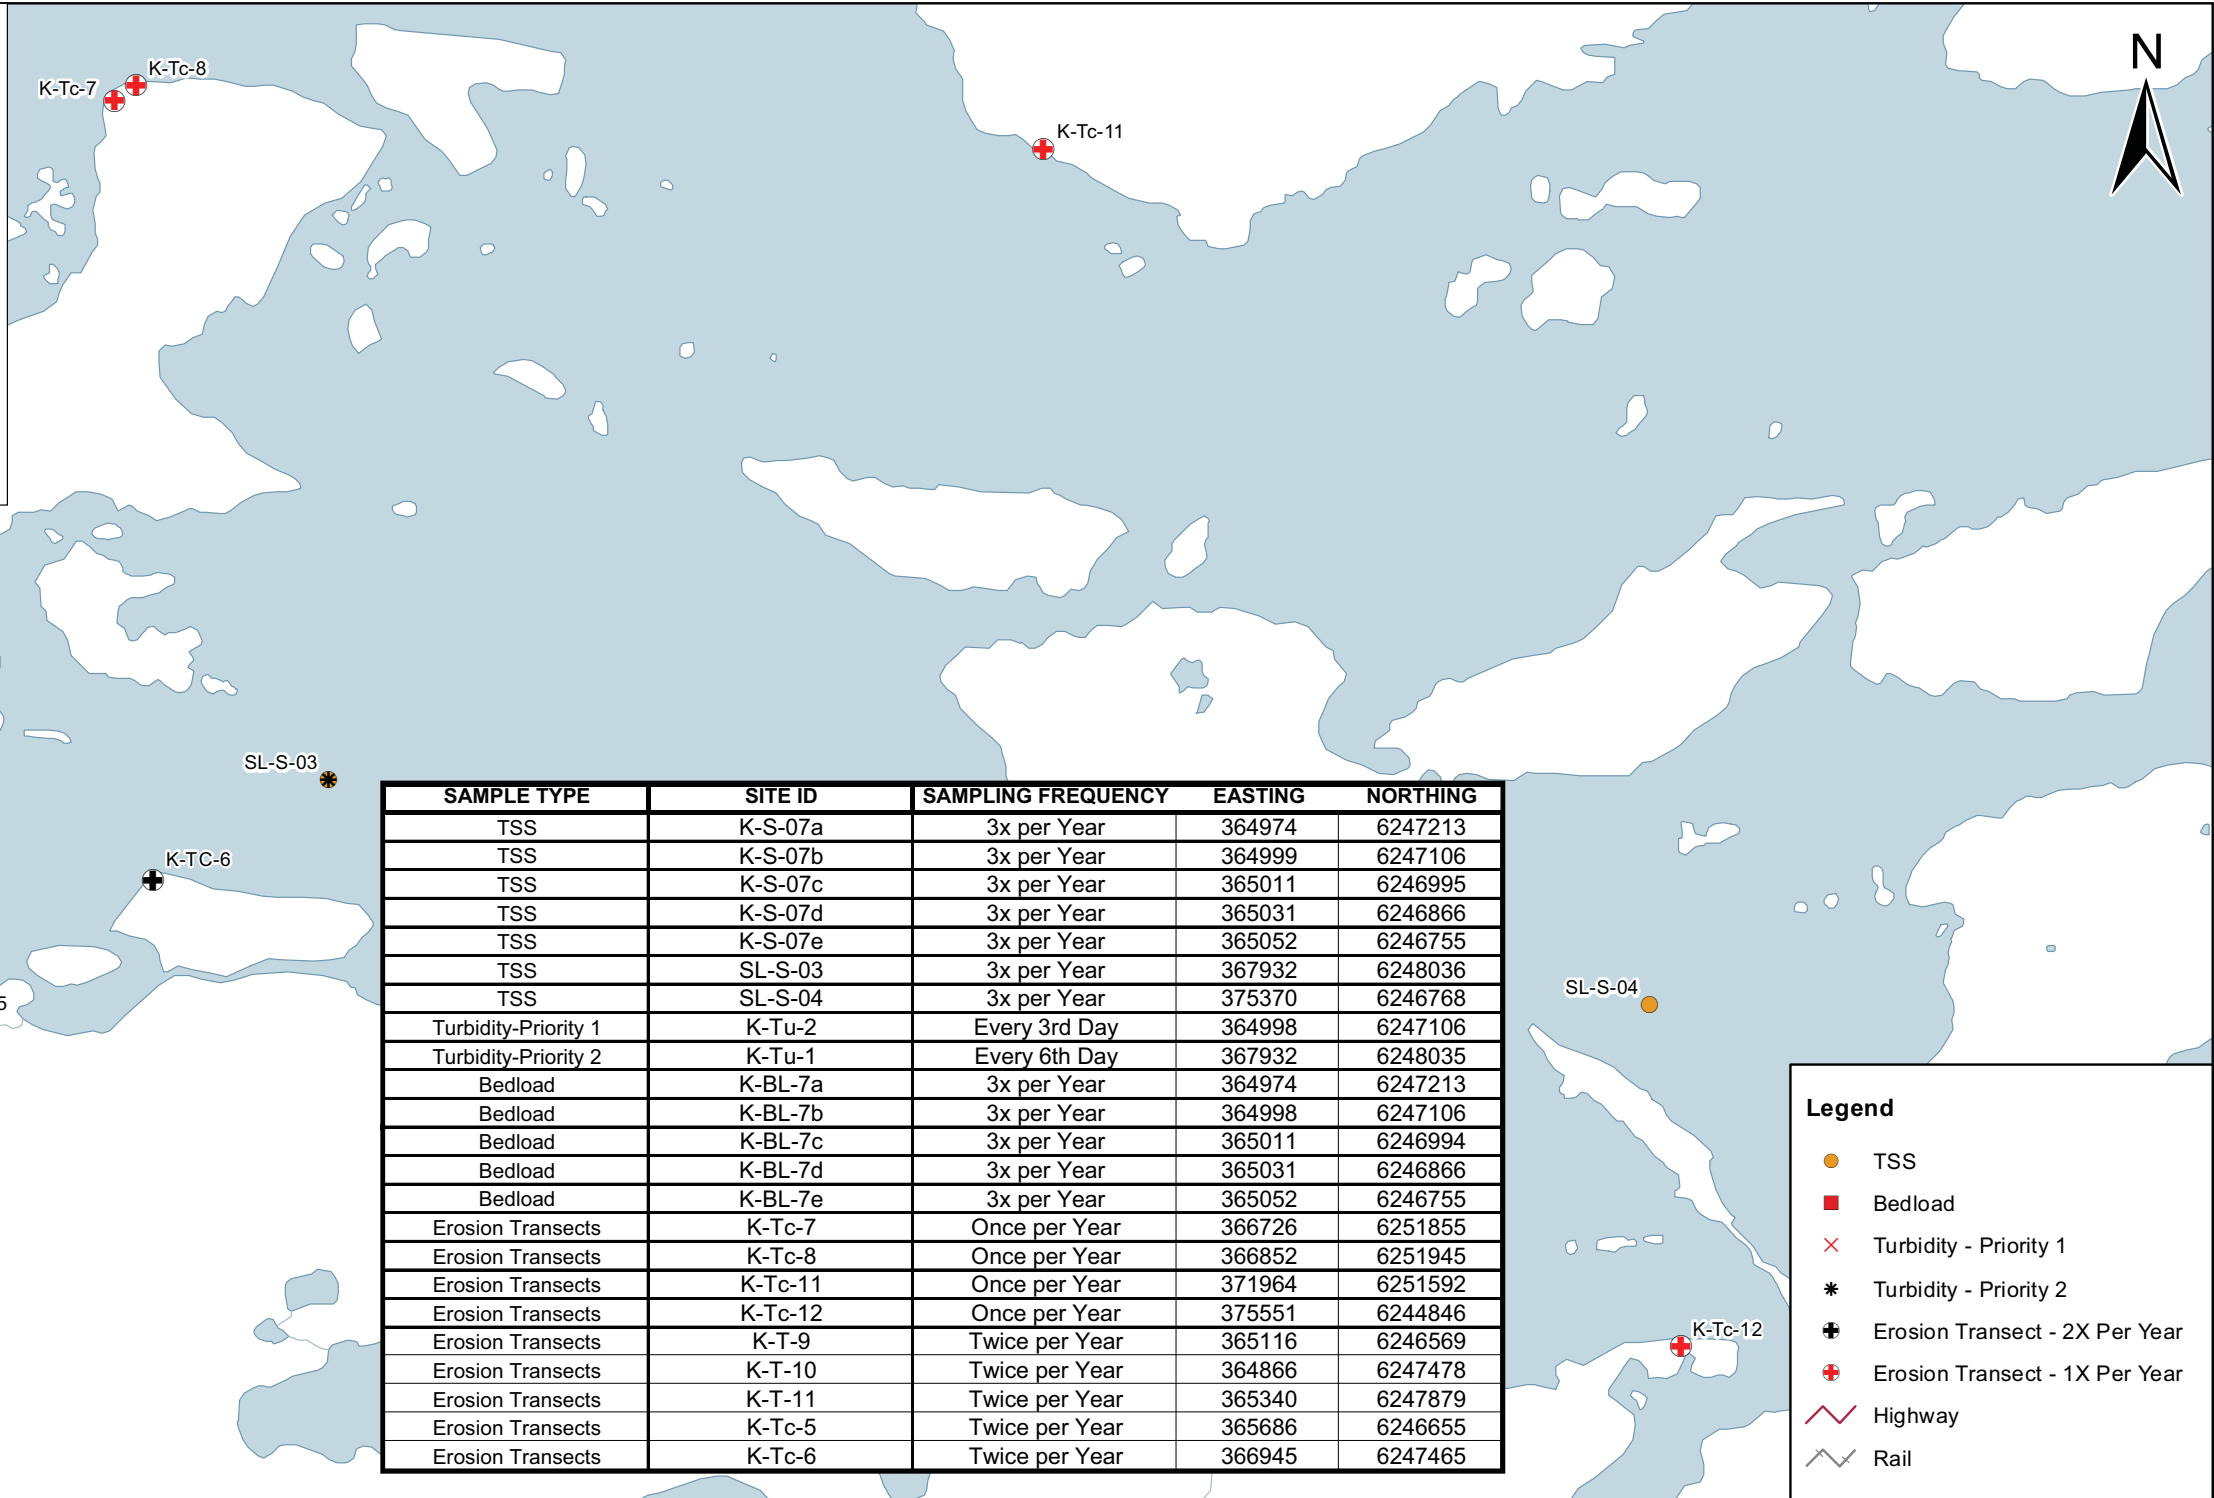 N
K-Tc-8
K-Tc-7
K-Tc-11
SL-S-03
K-TC-6
5
SL-S-04
K-Tc-12
SAMPLE TYPE SITE ID SAMPLING FREQUENCY EASTING NORTHING
TSS K-S-07a 3x per Year 364974 6247213
TSS K-S-07b 3x per Year 364999 6247106
TSS K-S-07c 3x per Year 365011 6246995
TSS K-S-07d 3x per Year 365031 6246866
TSS K-S-07e 3x per Year 365052 6246755
TSS SL-S-03 3x per Year 367932 6248036
TSS SL-S-04 3x per Year 375370 6246768
Turbidity-Priority 1 K-Tu-2 Every 3rd Day 364998 6247106
Turbidity-Priority 2 K-Tu-1 Every 6th Day 367932 6248035
Bedload K-BL-7a 3x per Year 364974 6247213
Bedload K-BL-7b 3x per Year 364998 6247106
Bedload K-BL-7c 3x per Year 365011 6246994
Bedload K-BL-7d 3x per Year 365031 6246866
Bedload K-BL-7e 3x per Year 365052 6246755
Erosion Transects K-Tc-7 Once per Year 366726 6251855
Erosion Transects K-Tc-8 Once per Year 366852 6251945
Erosion Transects K-Tc-11 Once per Year 371964 6251592
Erosion Transects K-Tc-12 Once per Year 375551 6244846
Erosion Transects K-T-9 Twice per Year 365116 6246569
Erosion Transects K-T-10 Twice per Year 364866 6247478
Erosion Transects K-T-11 Twice per Year 365340 6247879
Erosion Transects K-Tc-5 Twice per Year 365686 6246655
Erosion Transects K-Tc-6 Twice per Year 366945 6247465
Legend
TSS
Bedload
Turbidity - Priority 1
Turbidity - Priority 2
Erosion Transect - 2X Per Year
Erosion Transect - 1X Per Year
Highway
Rail